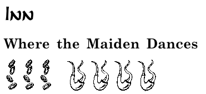 INN
Where the Maiden Dances